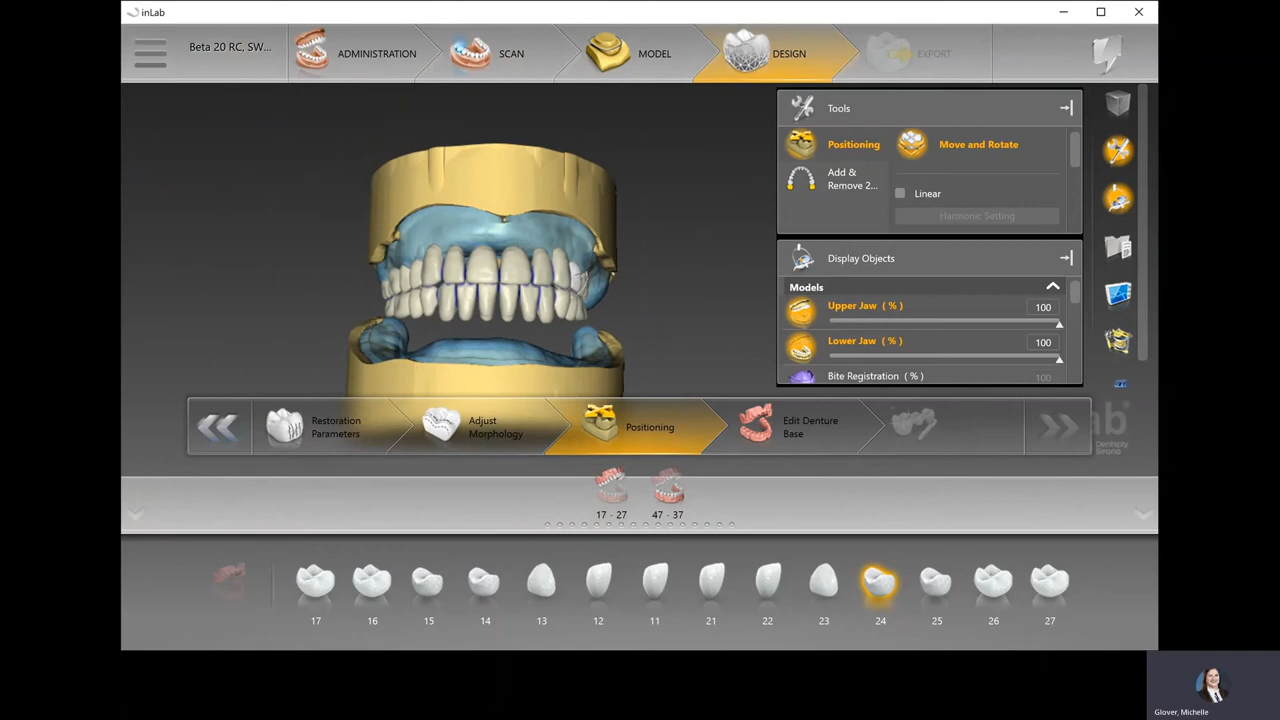 inLab
Beta 20 RC, SW...
ADMINISTRATION
SCAN
MODEL
DESIGN
EXPORT
Tools
Positioning
Move and Rotate
Add &
Remove 2...
Linear
Harmonic Setting
Display Objects
Models
Upper Jaw ( % )
100
Lower Jaw ( % )
100
Bite Registration ( % )
100
Restoration
Parameters
Adjust
Morphology
Positioning
Edit Denture
Base
Dentsply
Sirona
17 - 27
47 - 37
17
16
15
14
13
12
11
21
22
23
24
25
26
27
Glover, Michelle